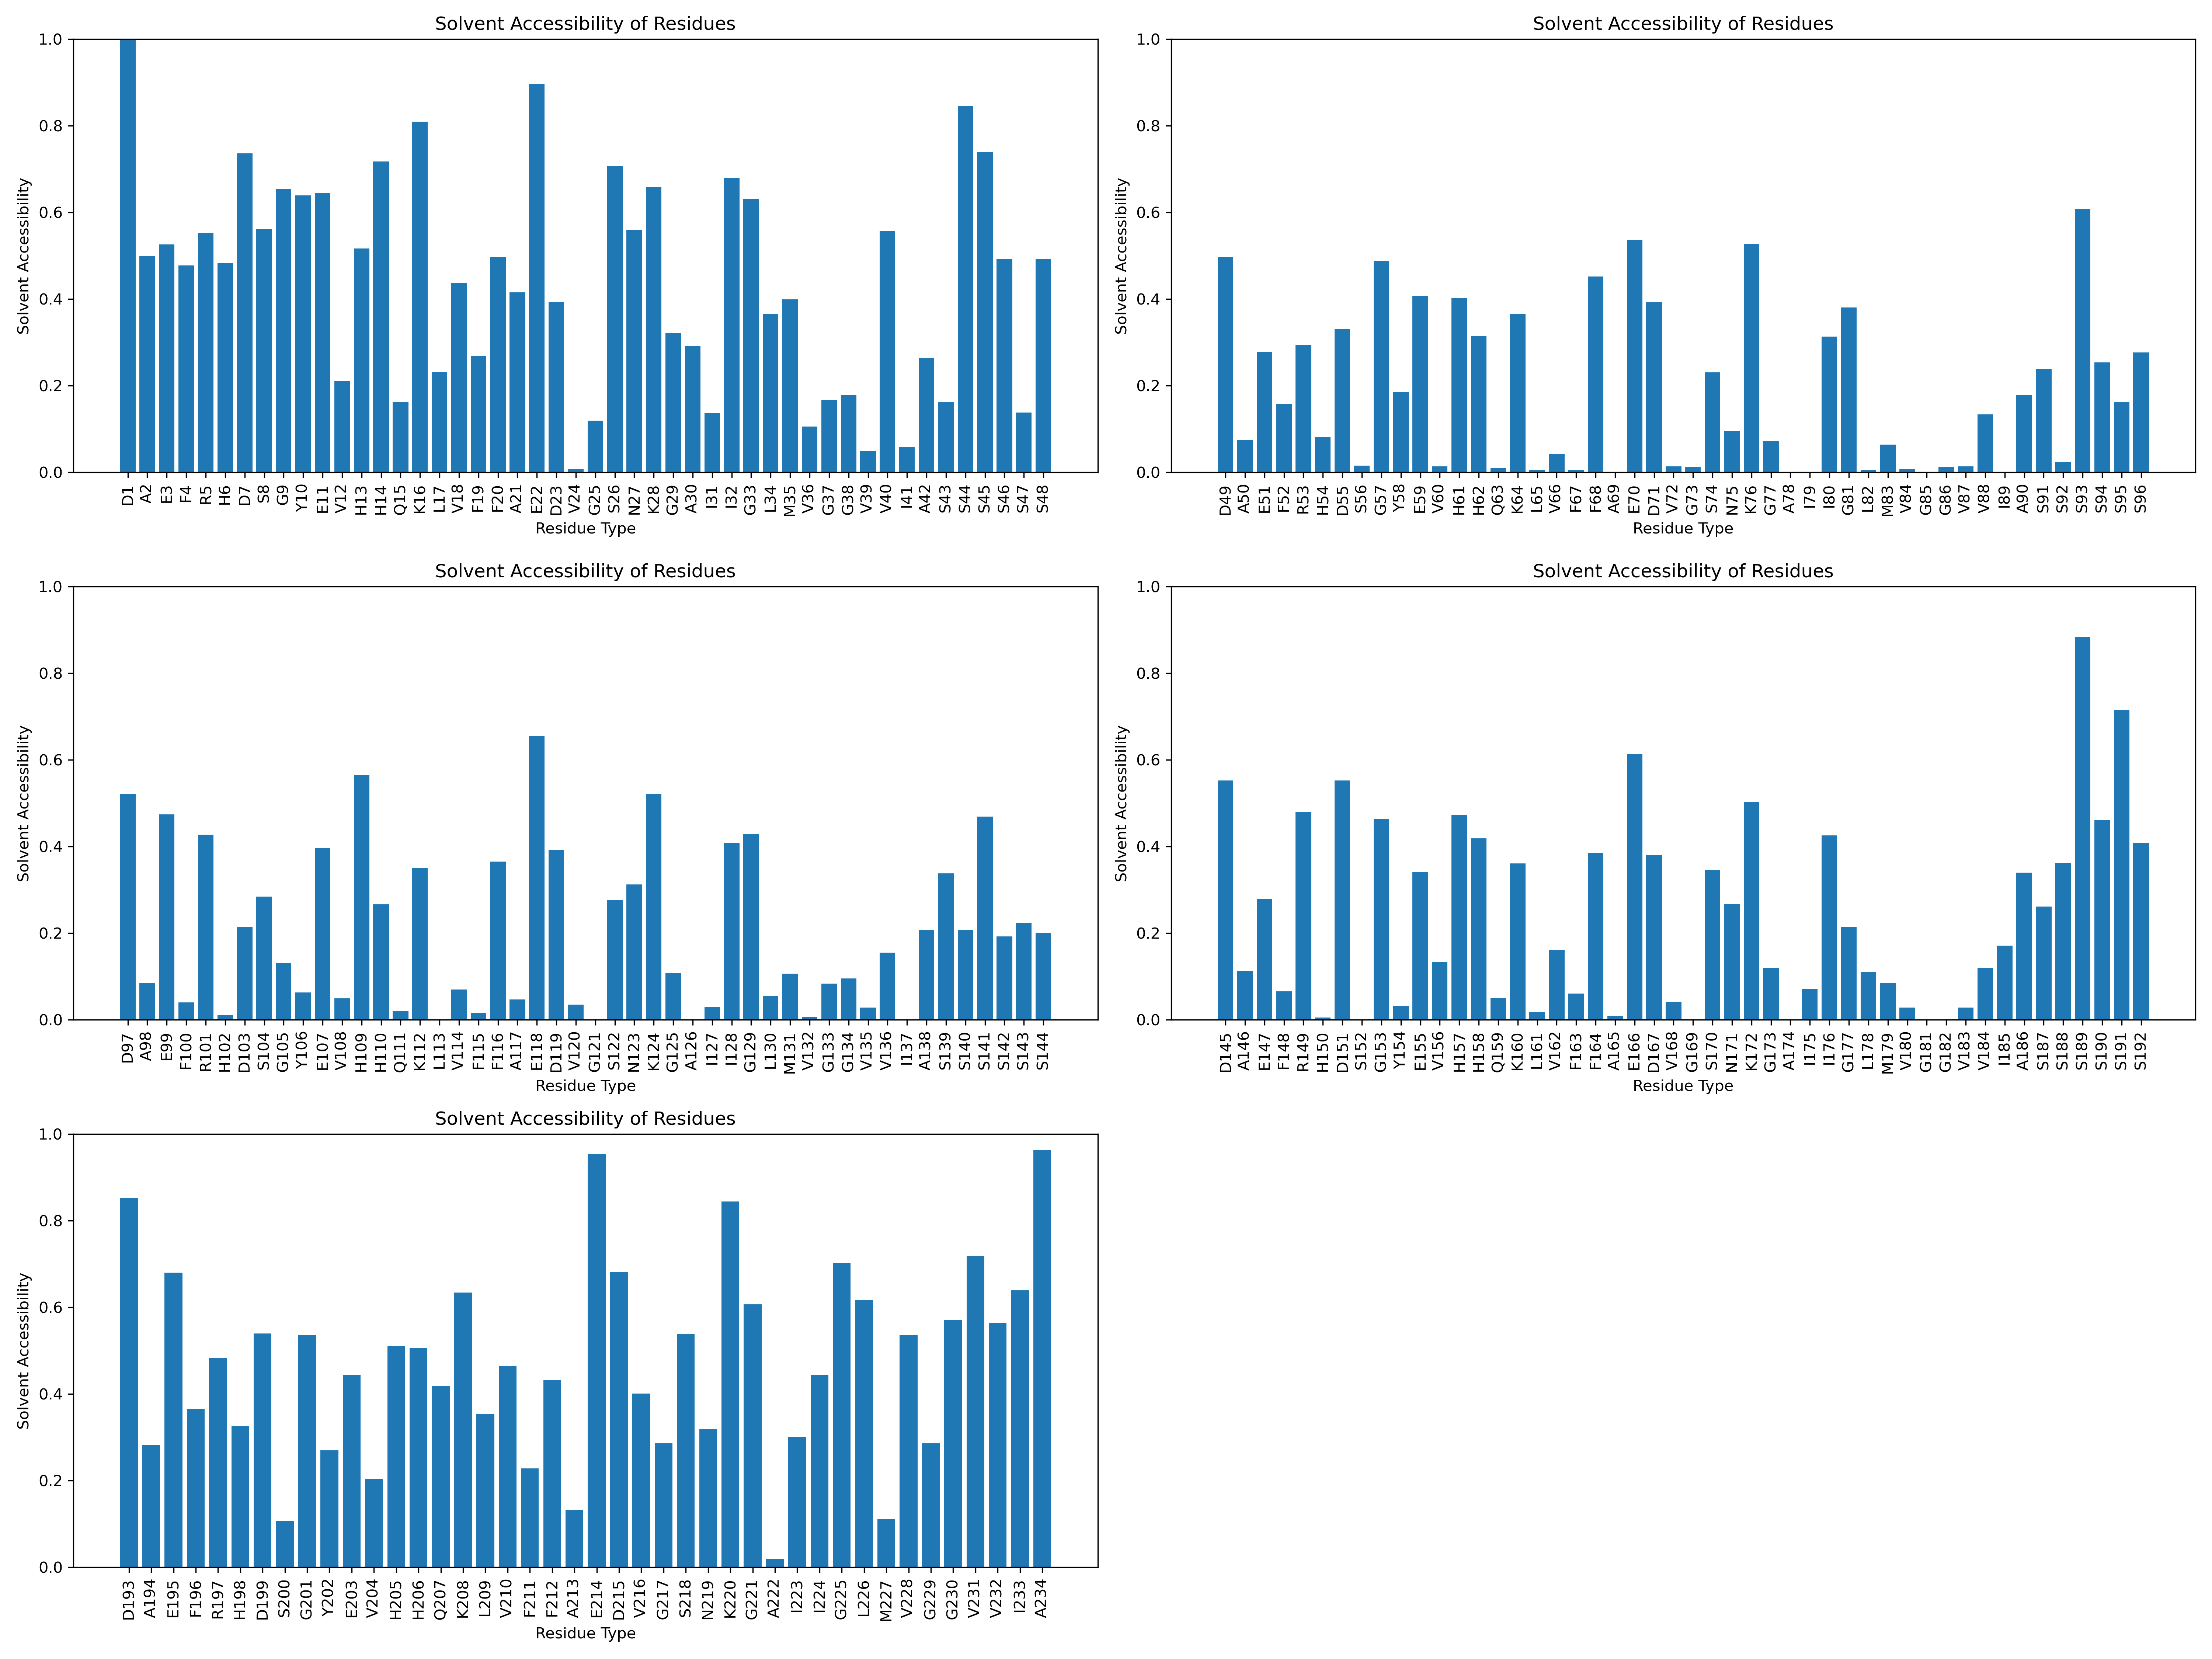 Solvent Accessibility of Residues
Solvent Accessibility
1.0
0.8
0.6
0.4
0.2
0.0
D1 A2 E3 F4 R5 H6 D7 S8 G9 Y10 E11 V12 H13 H14 Q15 K16 L17 V18 F19 F20 A21 E22 D23 V24 G25 S26 N27 K28 G29 A30 I31 I32 G33 L34 M35 V36 G37 G38 V39 V40 I41 A42 S43 S44 S45 S46 S47 S48
Residue Type
Solvent Accessibility of Residues
Solvent Accessibility
1.0
0.8
0.6
0.4
0.2
0.0
D49 A50 E51 F52 R53 H54 D55 S56 G57 Y58 E59 V60 H61 H62 Q63 K64 L65 V66 F67 F68 A69 E70 D71 V72 G73 S74 N75 K76 G77 A78 I79 I80 G81 L82 M83 V84 G85 G86 V87 V88 I89 A90 S91 S92 S93 S94 S95 S96
Residue Type
Solvent Accessibility of Residues
Solvent Accessibility
1.0
0.8
0.6
0.4
0.2
0.0
D97 A98 E99 F100 R101 H102 D103 S104 G105 Y106 E107 V108 H109 H110 Q111 K112 L113 V114 F115 F116 A117 E118 D119 V120 G121 S122 N123 K124 G125 A126 I127 I128 G129 L130 M131 V132 G133 G134 V135 V136 I137 A138 S139 S140 S141 S142 S143 S144
Residue Type
Solvent Accessibility of Residues
Solvent Accessibility
1.0
0.8
0.6
0.4
0.2
0.0
D145 A146 E147 F148 R149 H150 D151 S152 G153 Y154 E155 V156 H157 H158 Q159 K160 L161 V162 F163 F164 A165 E166 D167 V168 G169 S170 N171 K172 G173 A174 I175 I176 G177 L178 M179 V180 G181 G182 V183 V184 I185 A186 S187 S188 S189 S190 S191 S192
Residue Type
Solvent Accessibility of Residues
Solvent Accessibility
1.0
0.8
0.6
0.4
0.2
0.0
D193 A194 E195 F196 R197 H198 D199 S200 G201 Y202 E203 V204 H205 H206 Q207 K208 L209 V210 F211 F212 A213 E214 D215 V216 G217 S218 N219 K220 G221 A222 I223 I224 G225 L226 M227 V228 G229 G230 V231 V232 I233 A234
Residue Type